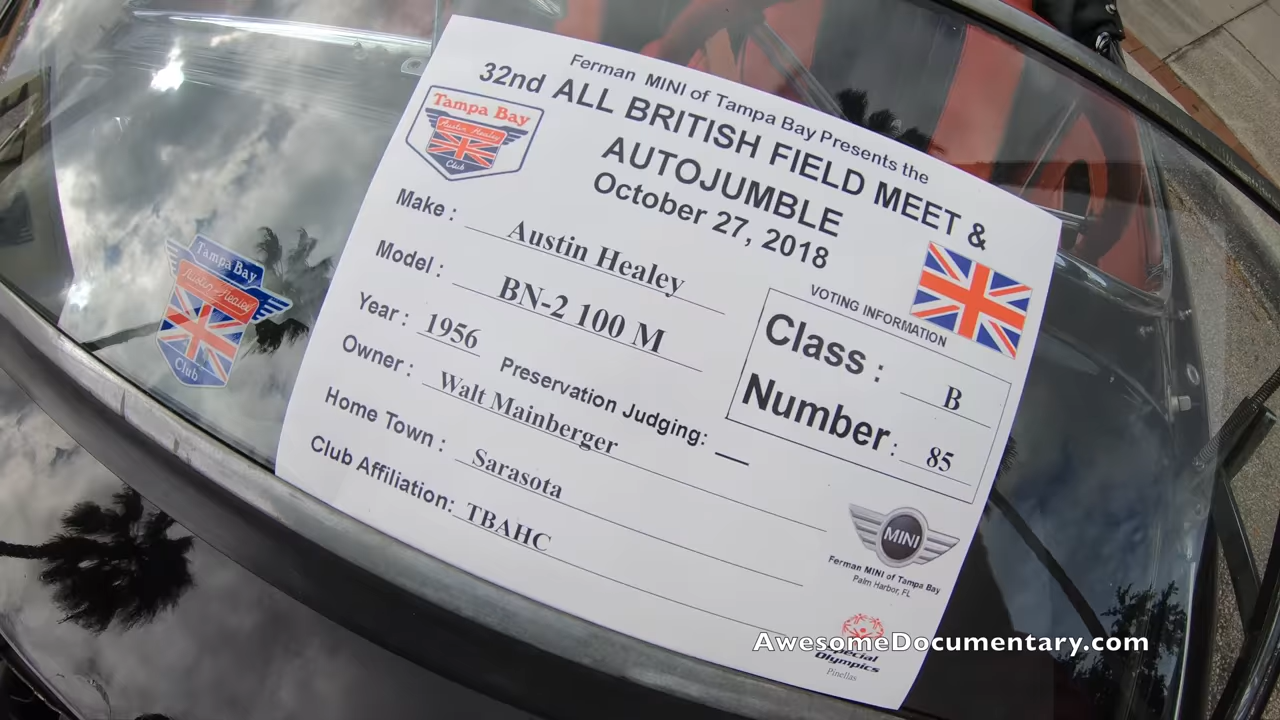 Ferman MINI of Tampa Bay Presents the
32nd ALL BRITISH FIELD MEET &
AUTOJUMBLE
October 27, 2018
Tampa Bay
Austin Healey
Club
Make : Austin Healey
Model : BN-2 100 M
Year : 1956 Preservation Judging:
Owner : Walt Mainberger
Home Town : Sarasota
Club Affiliation: TBAHC
VOTING INFORMATION
Class : B
Number : 85
MINI
Ferman MINI of Tampa Bay
Palm Harbor, FL
Special
Olympics
Pinellas
Tampa Bay
Austin-Healey
Club
AwesomeDocumentary.com